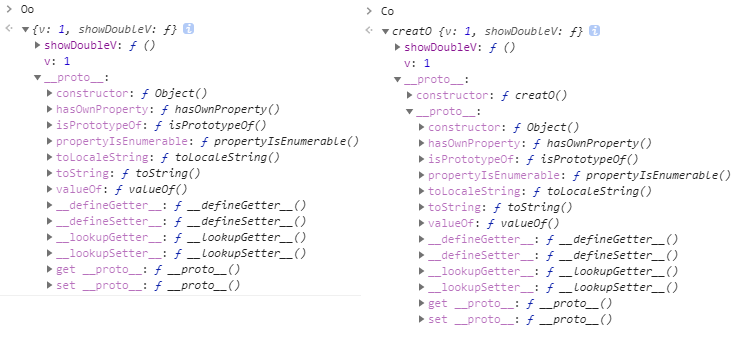 Oo
{v: 1, showDoubleV: ƒ} i
showDoubleV: ƒ ()
v: 1
__proto__:
constructor: ƒ Object()
hasOwnProperty: ƒ hasOwnProperty()
isPrototypeOf: ƒ isPrototypeOf()
propertyIsEnumerable: ƒ propertyIsEnumerable()
toLocaleString: ƒ toLocaleString()
toString: ƒ toString()
valueOf: ƒ valueOf()
__defineGetter__: ƒ __defineGetter__()
__defineSetter__: ƒ __defineSetter__()
__lookupGetter__: ƒ __lookupGetter__()
__lookupSetter__: ƒ __lookupSetter__()
get __proto__: ƒ __proto__()
set __proto__: ƒ __proto__()
Co
creatO {v: 1, showDoubleV: ƒ} i
showDoubleV: ƒ ()
v: 1
__proto__:
constructor: ƒ creatO()
__proto__:
constructor: ƒ Object()
hasOwnProperty: ƒ hasOwnProperty()
isPrototypeOf: ƒ isPrototypeOf()
propertyIsEnumerable: ƒ propertyIsEnumerable()
toLocaleString: ƒ toLocaleString()
toString: ƒ toString()
valueOf: ƒ valueOf()
__defineGetter__: ƒ __defineGetter__()
__defineSetter__: ƒ __defineSetter__()
__lookupGetter__: ƒ __lookupGetter__()
__lookupSetter__: ƒ __lookupSetter__()
get __proto__: ƒ __proto__()
set __proto__: ƒ __proto__()